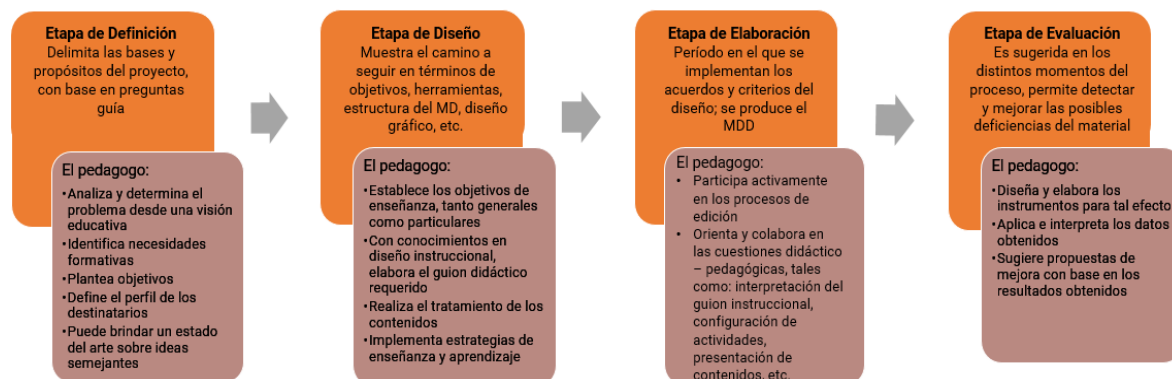 Etapa de Definición
Delimita las bases y
propósitos del proyecto,
con base en preguntas
guía
El pedagogo:
•Analiza y determina el
problema desde una visión
educativa
•Identifica necesidades
formativas
•Plantea objetivos
•Define el perfil de los
destinatarios
•Puede brindar un estado
del arte sobre ideas
semejantes
Etapa de Diseño
Muestra el camino a
seguir en términos de
objetivos, herramientas,
estructura del MD, diseño
gráfico, etc.
El pedagogo:
•Establece los objetivos de
enseñanza, tanto generales
como particulares
•Con conocimientos en
diseño instruccional,
elabora el guion didáctico
requerido
•Realiza el tratamiento de los
contenidos
•Implementa estrategias de
enseñanza y aprendizaje
Etapa de Elaboración
Período en el que se
implementan los
acuerdos y criterios del
diseño; se produce el
MDD
El pedagogo:
• Participa activamente
en los procesos de
edición
• Orienta y colabora en
las cuestiones didáctico
– pedagógicas, tales
como: interpretación del
guion instruccional,
configuración de
actividades,
presentación de
contenidos, etc.
Etapa de Evaluación
Es sugerida en los
distintos momentos del
proceso, permite detectar
y mejorar las posibles
deficiencias del material
El pedagogo:
•Diseña y elabora los
instrumentos para tal efecto
•Aplica e interpreta los datos
obtenidos
•Sugiere propuestas de
mejora con base en los
resultados obtenidos